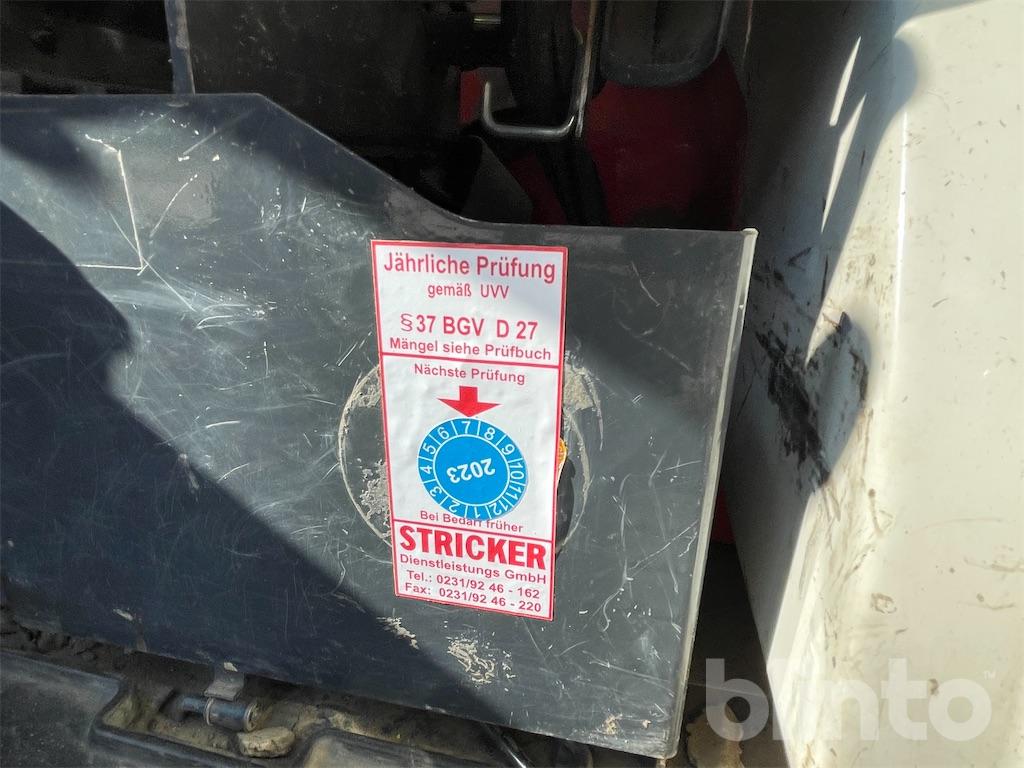 Jährliche Prüfung
gemäß UVV
§ 37 BGV D 27
Mängel siehe Prüfbuch
Nächste Prüfung
1 2 3 4 5 6 7 8 9 10 11 12
2023
Bei Bedarf früher
STRICKER
Dienstleistungs GmbH
Tel.: 0231/92 46 - 162
Fax: 0231/92 46 - 220
blinto™